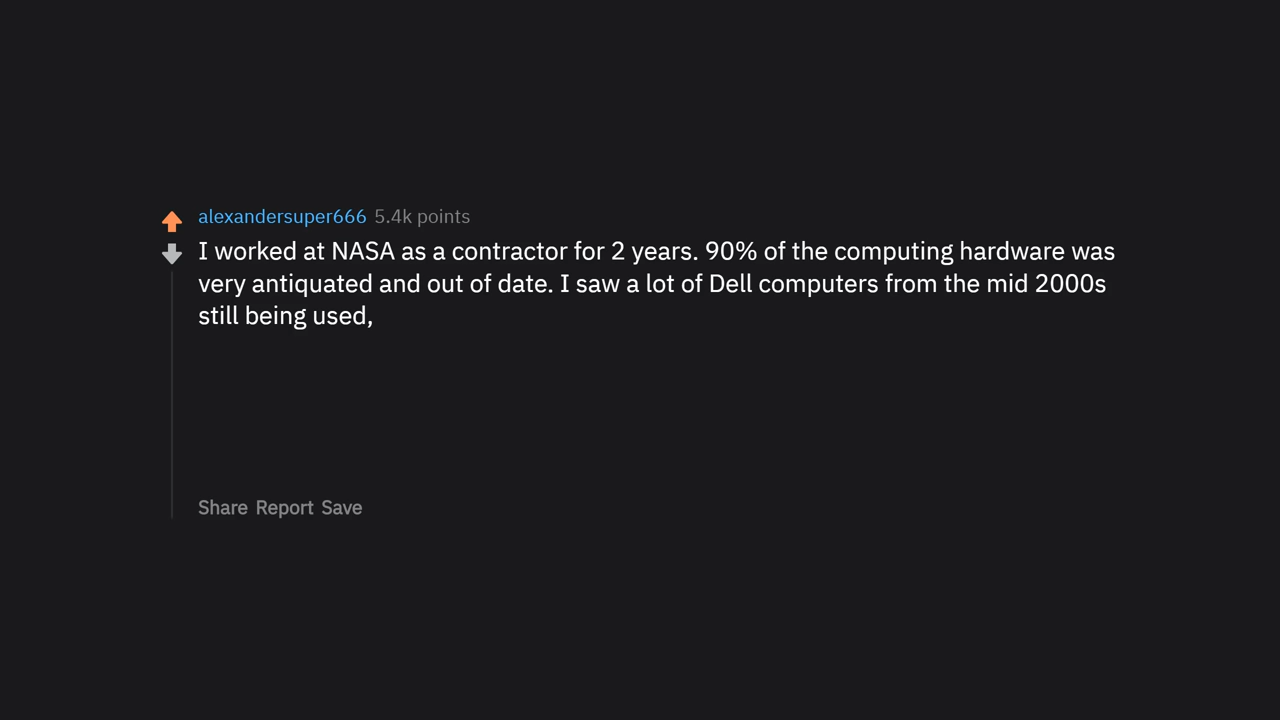 alexandersuper666 5.4k points
I worked at NASA as a contractor for 2 years. 90% of the computing hardware was
very antiquated and out of date. I saw a lot of Dell computers from the mid 2000s
still being used,
Share Report Save